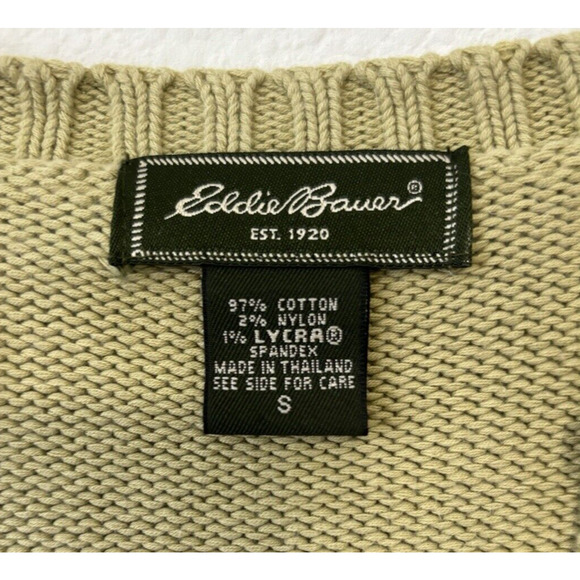 Eddie Bauer®
EST. 1920
97% COTTON
2% NYLON
1% LYCRA®
SPANDEX
MADE IN THAILAND
SEE SIDE FOR CARE
S